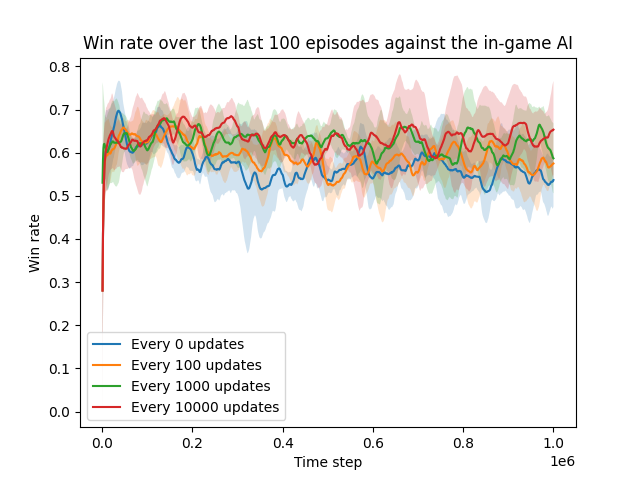 Win rate over the last 100 episodes against the in-game AI
0.8
0.7
0.6
0.5
0.4
0.3
0.2
0.1
0.0
Win rate
Every 0 updates
Every 100 updates
Every 1000 updates
Every 10000 updates
0.0 0.2 0.4 0.6 0.8 1.0
Time step
1e6